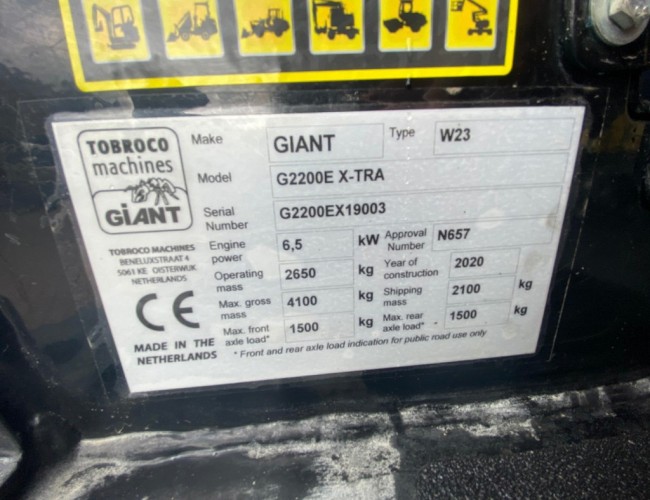 TOBROCO
machines
GiANT
TOBROCO MACHINES
BENELUXSTRAAT 4
5061 KE OISTERWIJK
NETHERLANDS
CE
MADE IN THE
NETHERLANDS
Make GIANT Type W23
Model G2200E X-TRA
Serial Number G2200EX19003
Engine power 6,5 kW Approval Number N657
Operating mass 2650 kg Year of construction 2020
Max. gross mass 4100 kg Shipping mass 2100 kg
Max. front axle load* 1500 kg Max. rear axle load* 1500 kg
* Front and rear axle load indication for public road use only